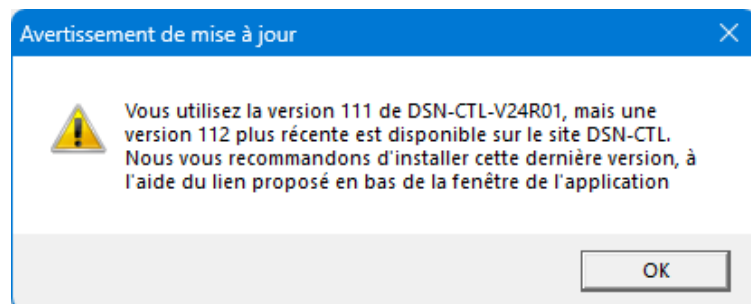 Avertissement de mise à jour
Vous utilisez la version 111 de DSN-CTL-V24R01, mais une
version 112 plus récente est disponible sur le site DSN-CTL.
Nous vous recommandons d'installer cette dernière version, à
l'aide du lien proposé en bas de la fenêtre de l'application
OK